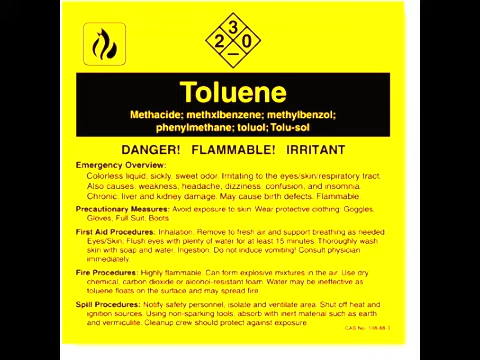 3
2 0
—
Toluene
Methacide; methxlbenzene; methylbenzol;
phenylmethane; toluol; Tolu-sol
DANGER! FLAMMABLE! IRRITANT
Emergency Overview:
Colorless liquid; sickly, sweet odor. Irritating to the eyes/skin/respiratory tract.
Also causes: weakness, headache, dizziness, confusion, and insomnia.
Chronic: liver and kidney damage. May cause birth defects. Flammable
Precautionary Measures: Avoid exposure to skin. Wear protective clothing: Goggles,
Gloves, Full Suit, Boots
First Aid Procedures: Inhalation: Remove to fresh air and support breathing as needed.
Eyes/Skin: Flush eyes with plenty of water for at least 15 minutes. Thoroughly wash
skin with soap and water. Ingestion: Do not induce vomiting! Consult physician
immediately.
Fire Procedures: Highly flammable. Can form explosive mixtures in the air. Use dry
chemical, carbon dioxide or alcohol-resistant foam. Water may be ineffective as
toluene floats on the surface and may spread fire.
Spill Procedures: Notify safety personnel, isolate and ventilate area. Shut off heat and
ignition sources. Using non-sparking tools, absorb with inert material such as earth
and vermiculite. Cleanup crew should protect against exposure
CAS No. 108-88-3